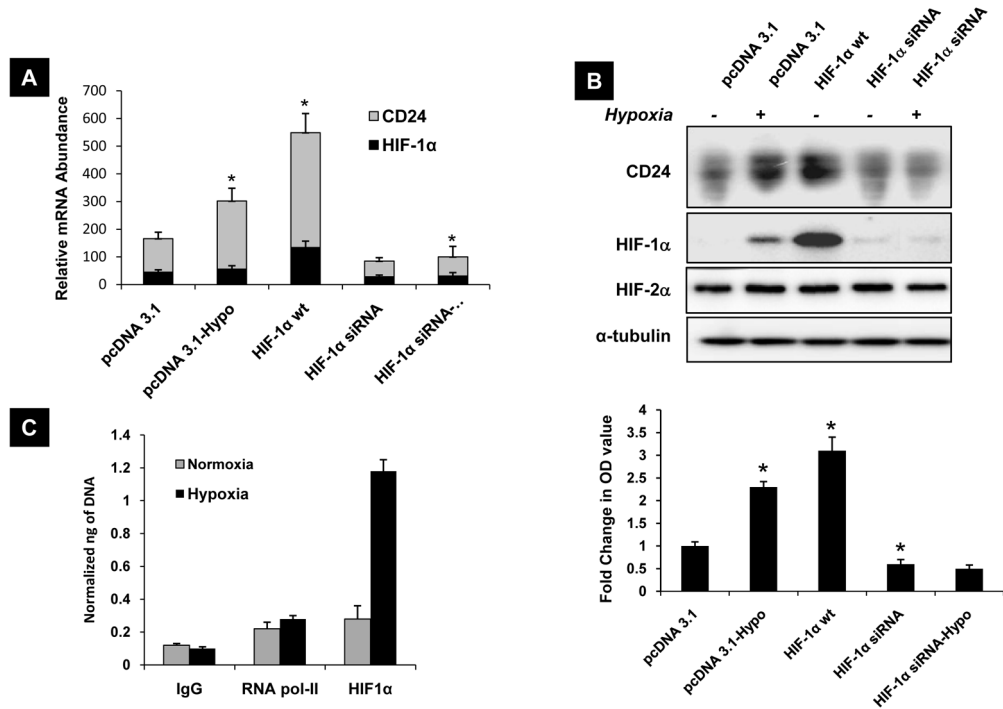 A
Relative mRNA Abundance
700
600
500
400
300
200
100
0
* * * *
CD24
HIF-1α
pcDNA 3.1
pcDNA 3.1-Hypo
HIF-1α wt
HIF-1α siRNA
HIF-1α siRNA-..
B
pcDNA 3.1
pcDNA 3.1
HIF-1α wt
HIF-1α siRNA
HIF-1α siRNA
Hypoxia - + - - +
CD24
HIF-1α
HIF-2α
α-tubulin
Fold Change in OD value
4
3.5
3
2.5
2
1.5
1
0.5
0
* * *
pcDNA 3.1
pcDNA 3.1-Hypo
HIF-1α wt
HIF-1α siRNA
HIF-1α siRNA-Hypo
C
Normalized ng of DNA
1.4
1.2
1
0.8
0.6
0.4
0.2
0
Normoxia
Hypoxia
IgG RNA pol-II HIF1α